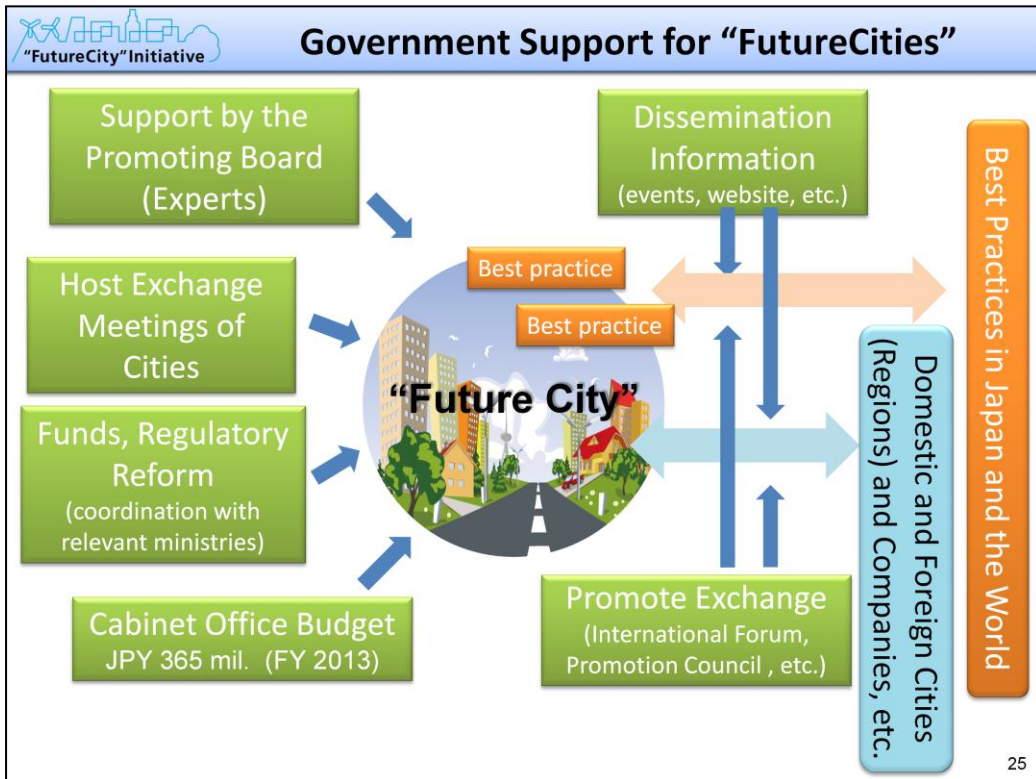 "FutureCity"Initiative
Government Support for “FutureCities”
Support by the
Promoting Board
(Experts)
Host Exchange
Meetings of
Cities
Funds, Regulatory
Reform
(coordination with
relevant ministries)
Cabinet Office Budget
JPY 365 mil. (FY 2013)
Best practice
Best practice
“Future City”
Dissemination
Information
(events, website, etc.)
Promote Exchange
(International Forum,
Promotion Council , etc.)
Domestic and Foreign Cities
(Regions) and Companies, etc.
Best Practices in Japan and the World
25